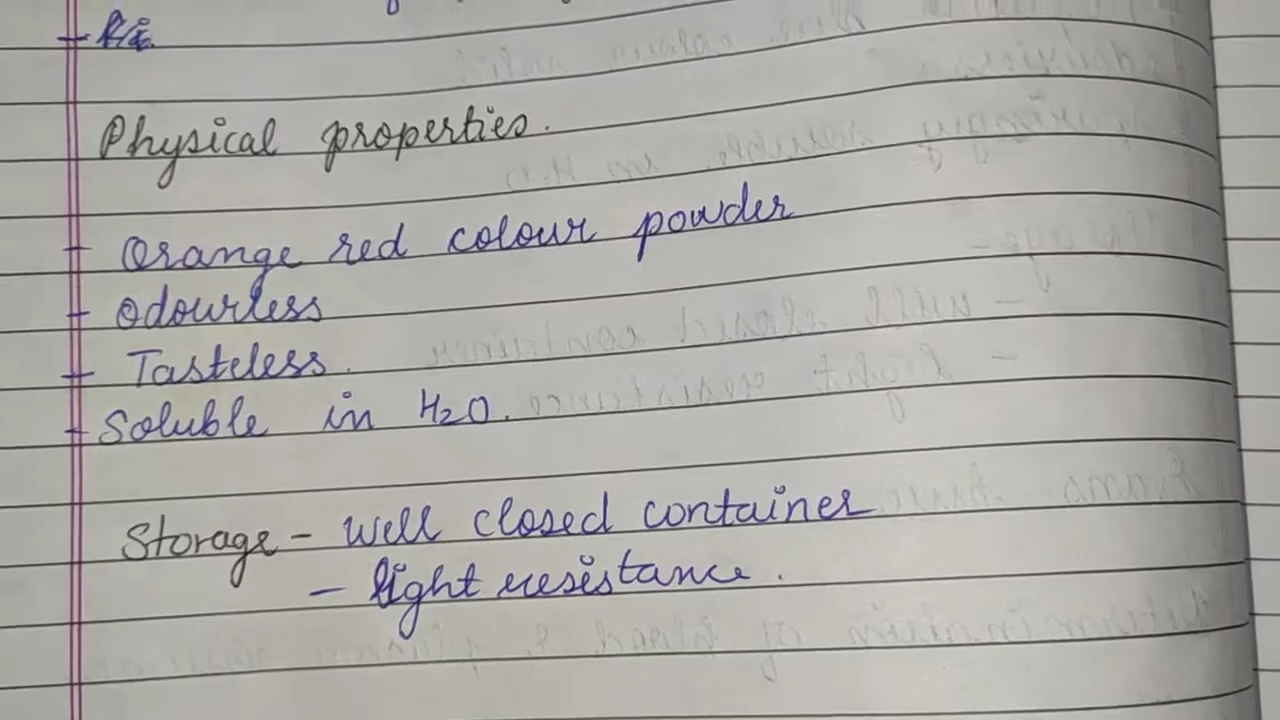 Physical properties.
- Orange red colour powder
- Odourless
- Tasteless.
- Soluble in H2O.
Storage - Well closed container
- light resistance.